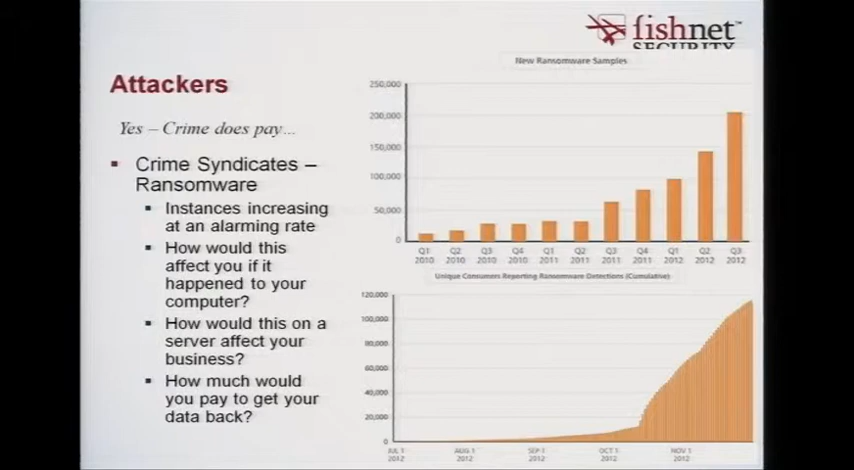 fishnet™
SECURITY
Attackers
Yes – Crime does pay...
Crime Syndicates –
Ransomware
Instances increasing
at an alarming rate
How would this
affect you if it
happened to your
computer?
How would this on a
server affect your
business?
How much would
you pay to get your
data back?
New Ransomware Samples
250,000
200,000
150,000
100,000
50,000
0
Q1 Q2 Q3 Q4 Q1 Q2 Q3 Q4 Q1 Q2 Q3
2010 2010 2010 2010 2011 2011 2011 2011 2012 2012 2012
Unique Consumers Reporting Ransomware Detections (Cumulative)
120,000
100,000
80,000
60,000
40,000
20,000
0
JUL 1 AUG 1 SEP 1 OCT 1 NOV 1
2012 2012 2012 2012 2012